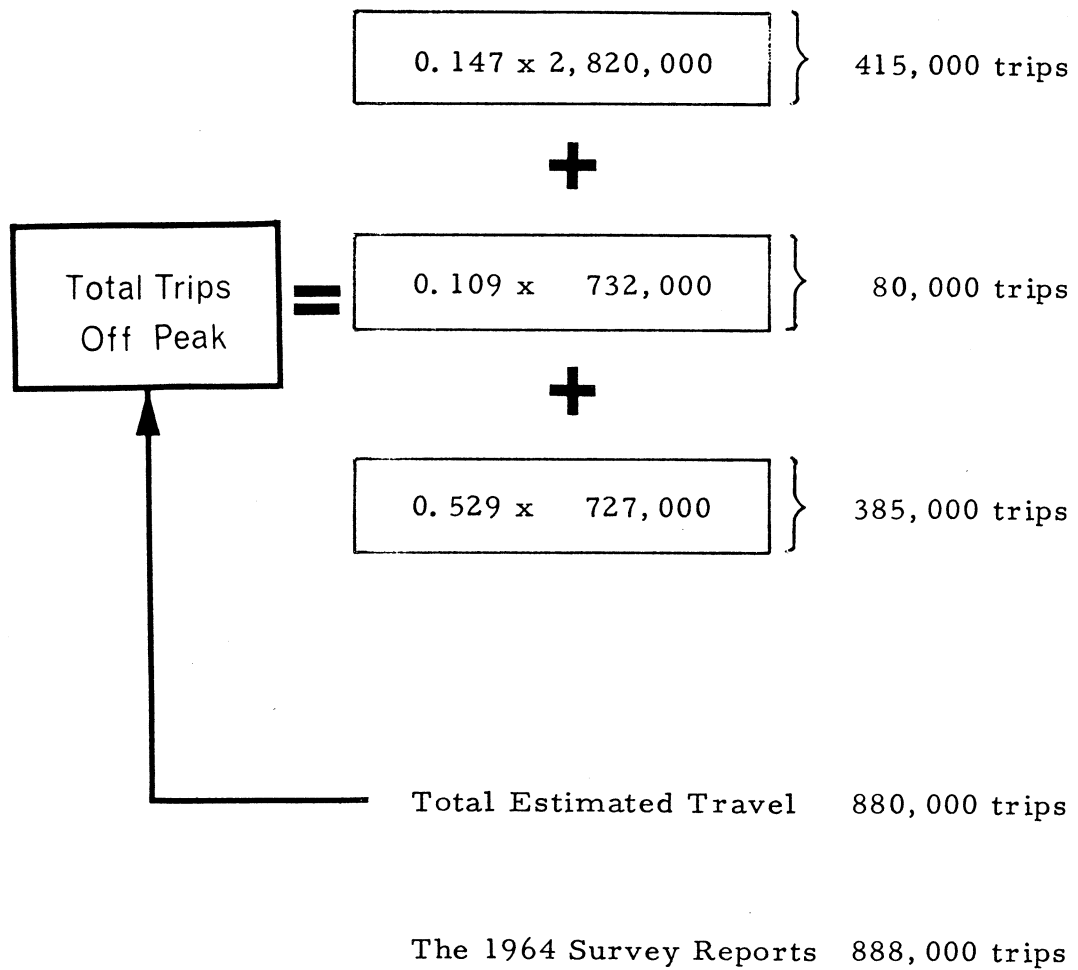 0.147 x 2,820,000 } 415,000 trips
+
Total Trips
Off Peak
=
0.109 x 732,000 } 80,000 trips
+
0.529 x 727,000 } 385,000 trips
Total Estimated Travel 880,000 trips
The 1964 Survey Reports 888,000 trips